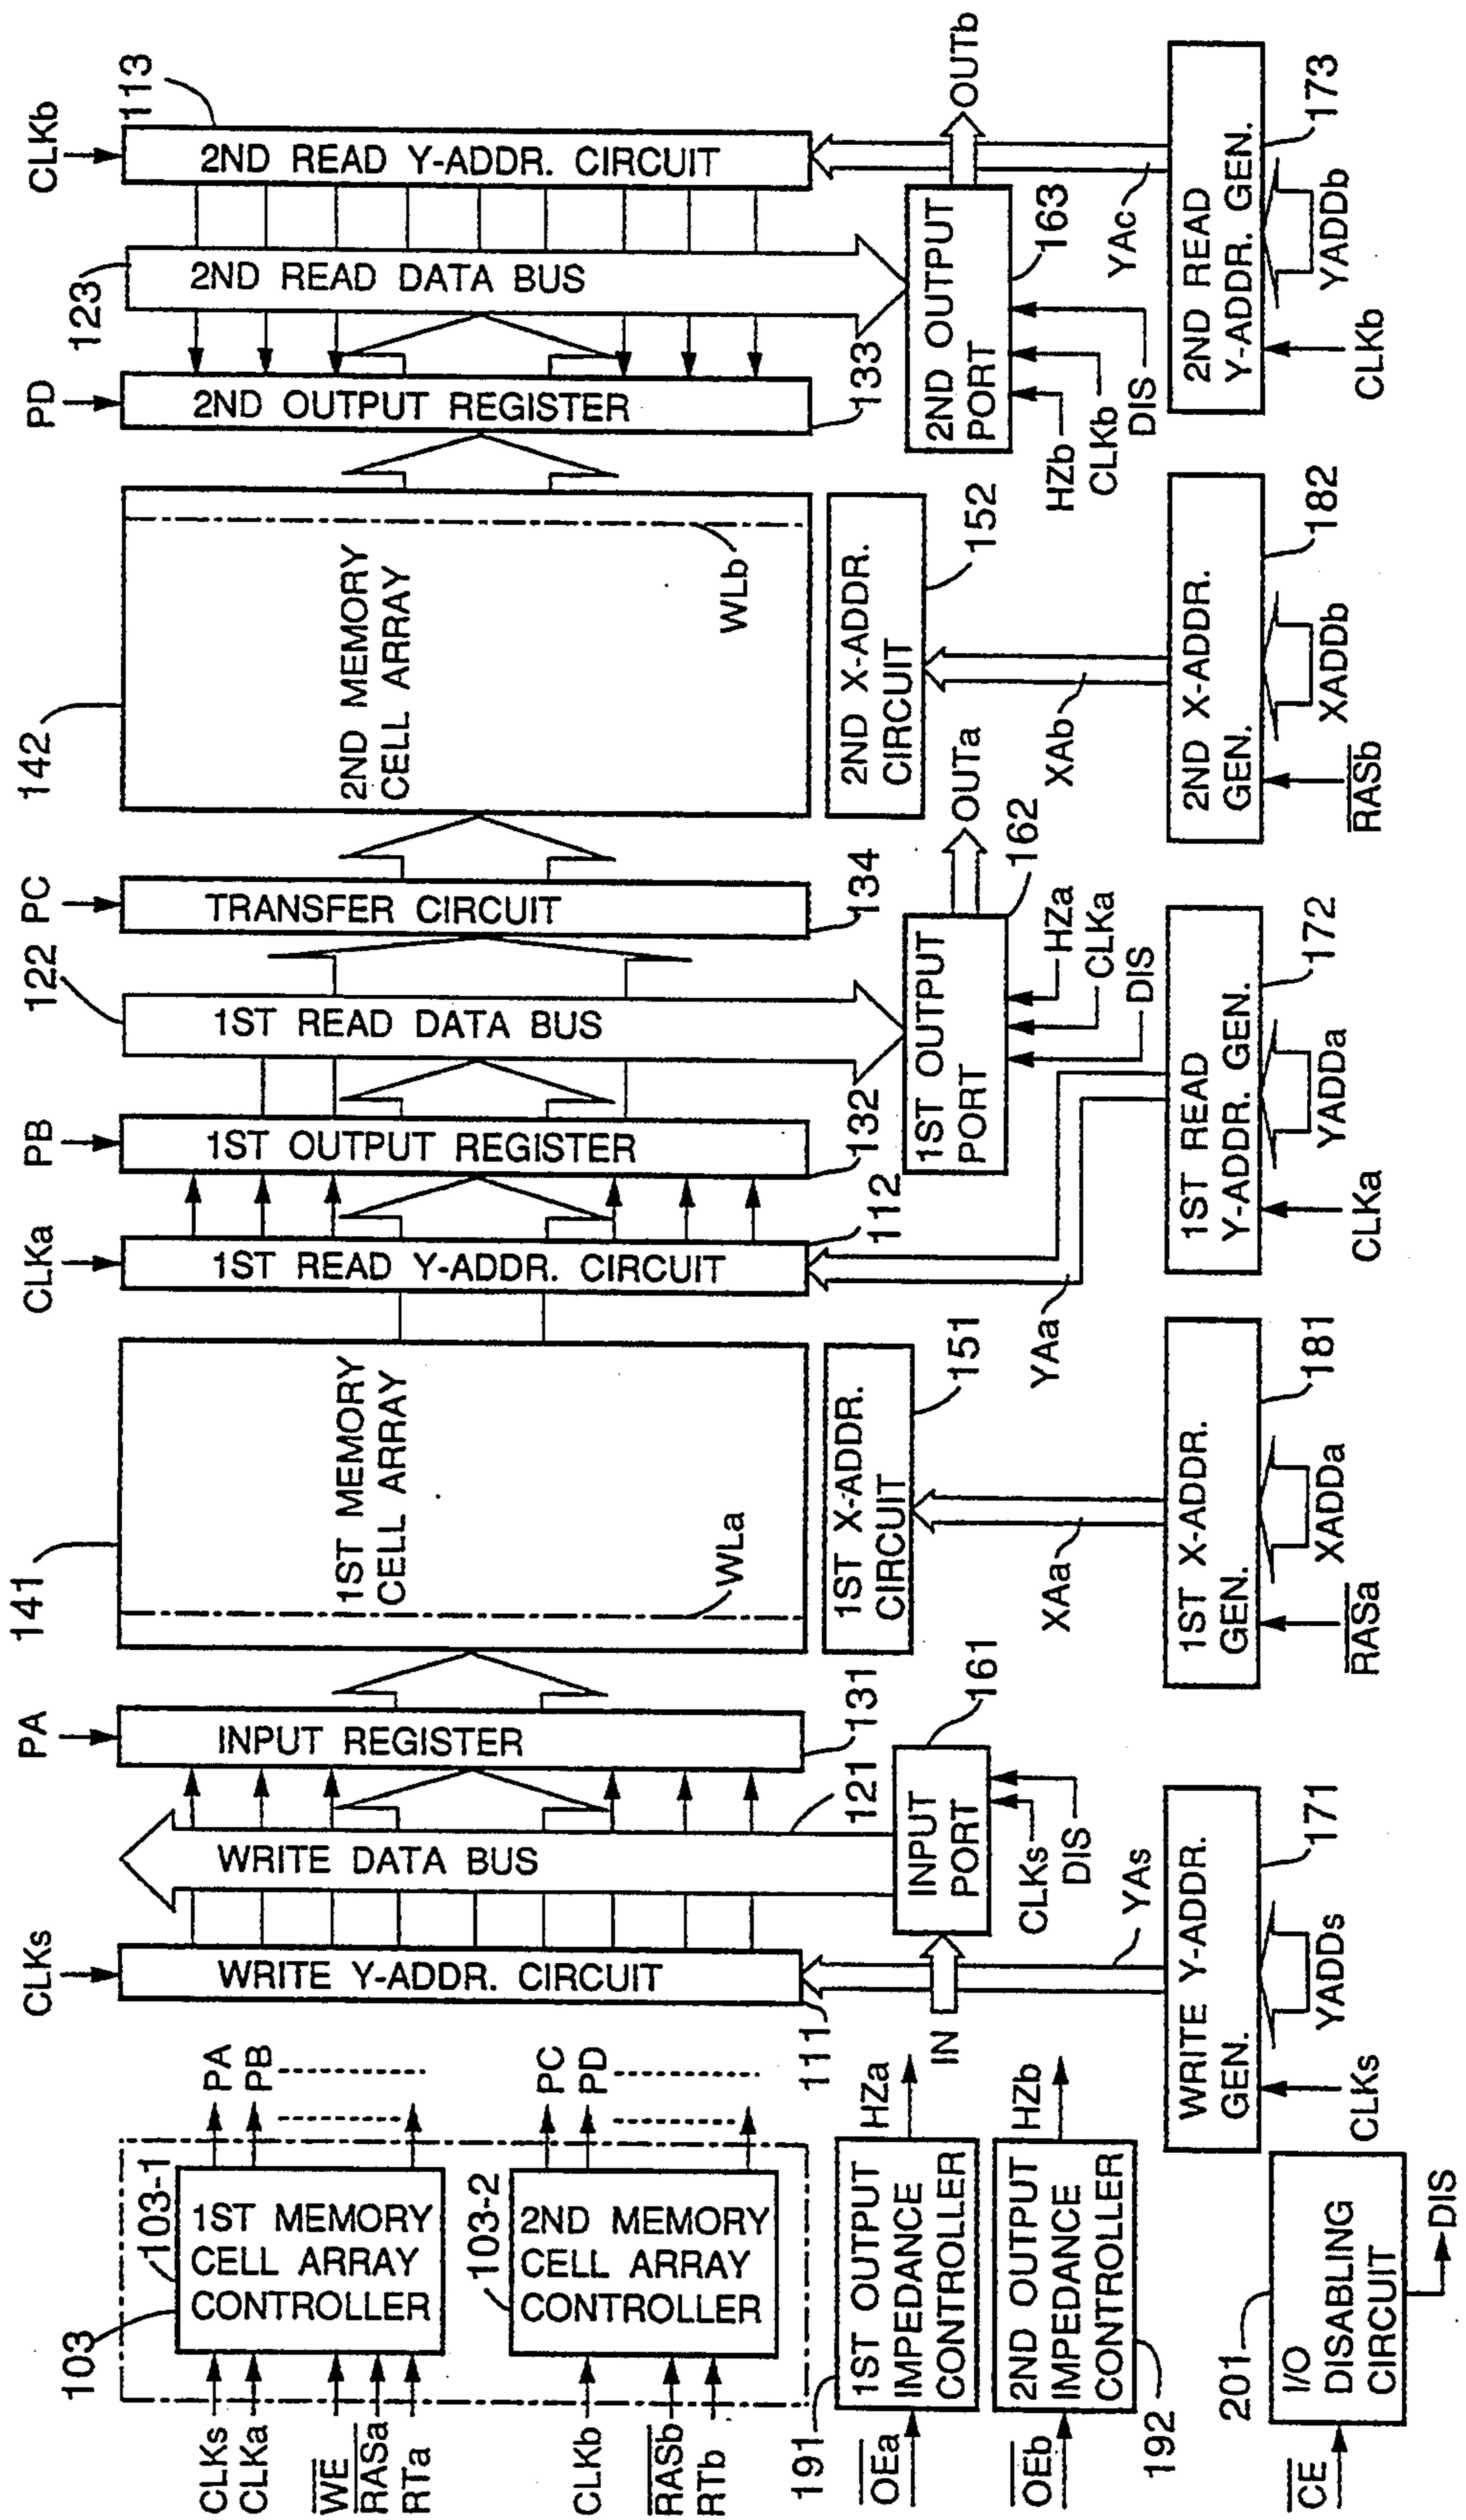 CLKs
CLKa
WE
RASa
RTa
103
103-1
1ST MEMORY
CELL ARRAY
CONTROLLER
PA
PB
CLKb
RASb
RTb
103-2
2ND MEMORY
CELL ARRAY
CONTROLLER
PC
PD
191
OEa
1ST OUTPUT
IMPEDANCE
CONTROLLER
HZa
OEb
2ND OUTPUT
IMPEDANCE
CONTROLLER
192
HZb
201
CE
I/O
DISABLING
CIRCUIT
DIS
CLKs
WRITE Y-ADDR. CIRCUIT
111
WRITE DATA BUS
121
PA
INPUT REGISTER
131
IN
INPUT
PORT
161
CLKs
DIS
YAs
WRITE Y-ADDR.
GEN.
171
CLKs
YADDs
141
1ST MEMORY
CELL ARRAY
WLa
1ST X-ADDR.
CIRCUIT
151
XAa
1ST X-ADDR.
GEN.
181
RASa
XADDa
CLKa
1ST READ Y-ADDR. CIRCUIT
112
PB
1ST OUTPUT REGISTER
132
122
1ST READ DATA BUS
PC
TRANSFER CIRCUIT
134
1ST OUTPUT
PORT
162
OUTa
HZa
CLKa
DIS
YAa
1ST READ
Y-ADDR. GEN.
172
CLKa
YADDa
142
2ND MEMORY
CELL ARRAY
WLb
2ND X-ADDR.
CIRCUIT
152
XAb
2ND X-ADDR.
GEN.
182
RASb
XADDb
PD
2ND OUTPUT REGISTER
133
123
2ND READ DATA BUS
CLKb
113
2ND READ Y-ADDR. CIRCUIT
2ND OUTPUT
PORT
163
OUTb
HZb
CLKb
DIS
YAc
2ND READ
Y-ADDR. GEN.
173
CLKb
YADDb